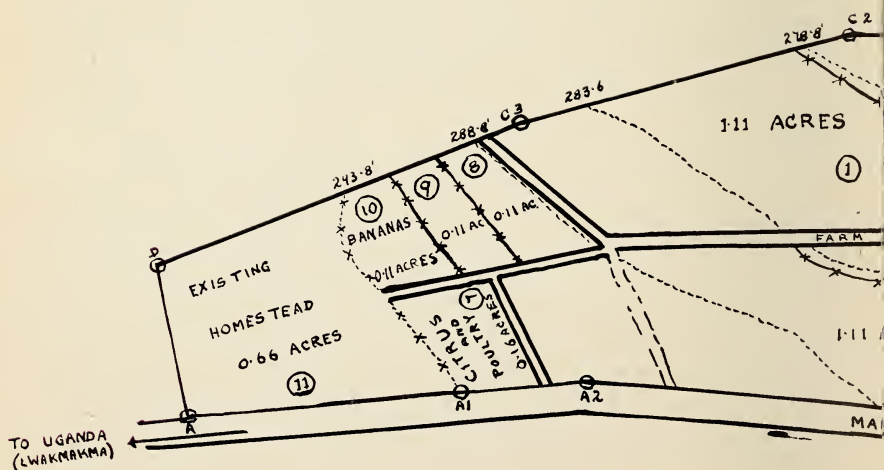 C2
278.8'
283.6
C3
288.8'
1.11 ACRES
1
243.8'
8
9
10
BANANAS
0.11 AC
0.11 AC.
0.11 ACRES
FARM
D
EXISTING
HOMESTEAD
0.66 ACRES
11
7
CITRUS
AND
POULTRY
0.16 ACRES
1.11
A
A1
A2
MAI
TO UGANDA
(LWAKMAKMA)